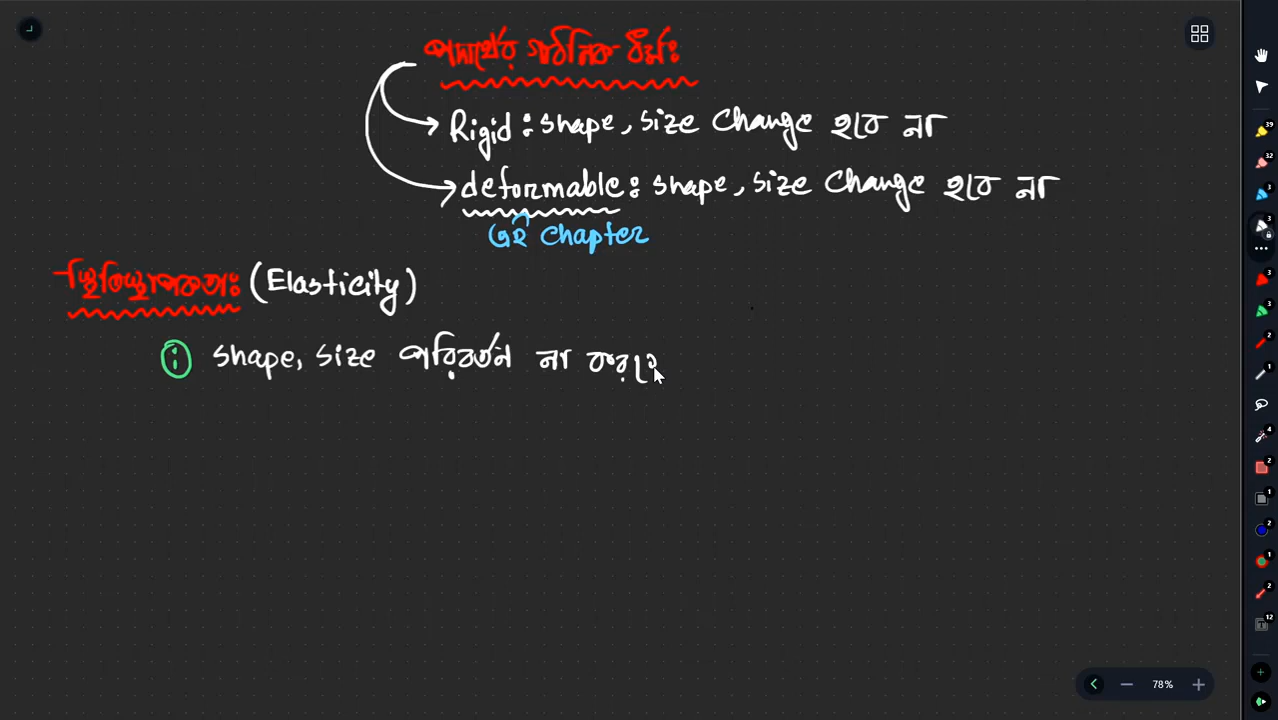 পদার্থের গাঠনিক ধর্মঃ
Rigid : shape, size change হবে না
deformable : shape, size change হবে না
এই chapter
স্থিতিস্থাপকতাঃ (Elasticity)
i shape, size পরিবর্তন না করার
78%